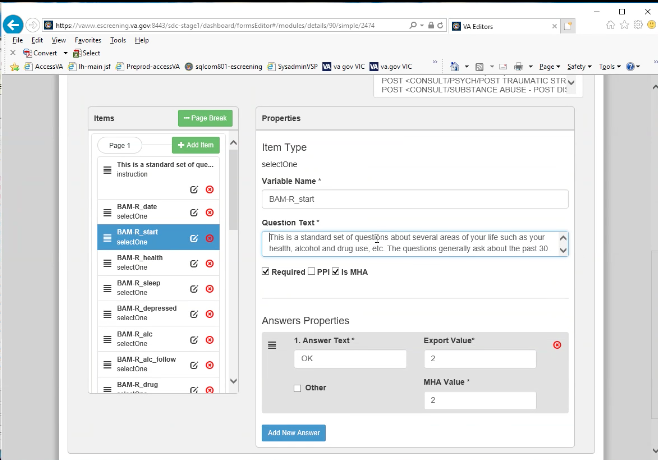 https://vaww.escreening.va.gov:8443/sdc-stage1/dashboard/formsEditor#/modules/details/90/simple/2474
VA Editors
File Edit View Favorites Tools Help
Convert Select
AccessVA lh-main jsf Preprod-accessVA sqlcom801-escreening SysadminVSP va gov VIC va.gov VIC
Page Safety Tools
POST <CONSULT/PSYCH/POST TRAUMATIC STR
POST <CONSULT/SUBSTANCE ABUSE - POST DI
Items
Page Break
Page 1
Add Item
This is a standard set of que...
instruction
BAM-R_date
selectOne
BAM-R_start
selectOne
BAM-R_health
selectOne
BAM-R_sleep
selectOne
BAM-R_depressed
selectOne
BAM-R_alc
selectOne
BAM-R_alc_follow
selectOne
BAM-R_drug
selectOne
Properties
Item Type
selectOne
Variable Name *
BAM-R_start
Question Text *
This is a standard set of questions about several areas of your life such as your
health, alcohol and drug use, etc. The questions generally ask about the past 30
Required PPI Is MHA
Answers Properties
1. Answer Text* Export Value*
OK 2
Other MHA Value *
2
Add New Answer